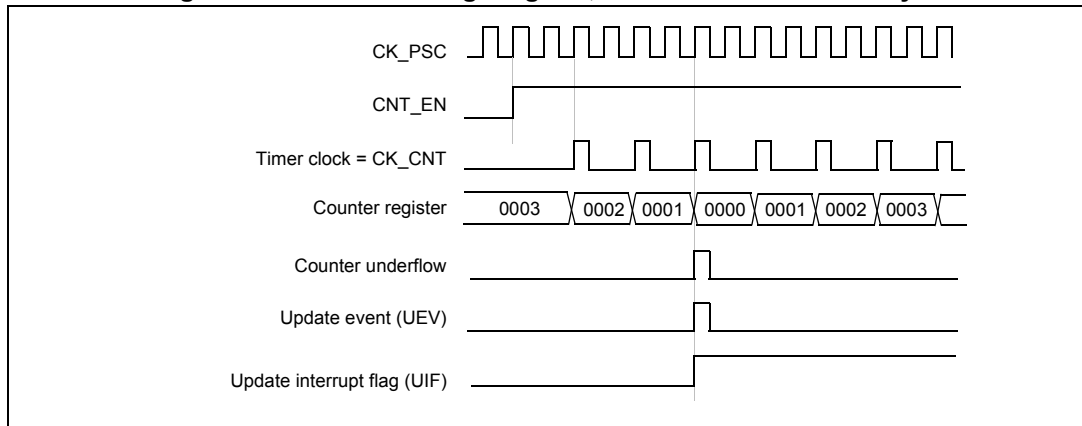 CK_PSC
CNT_EN
Timer clock = CK_CNT
Counter register 0003 0002 0001 0000 0001 0002 0003
Counter underflow
Update event (UEV)
Update interrupt flag (UIF)